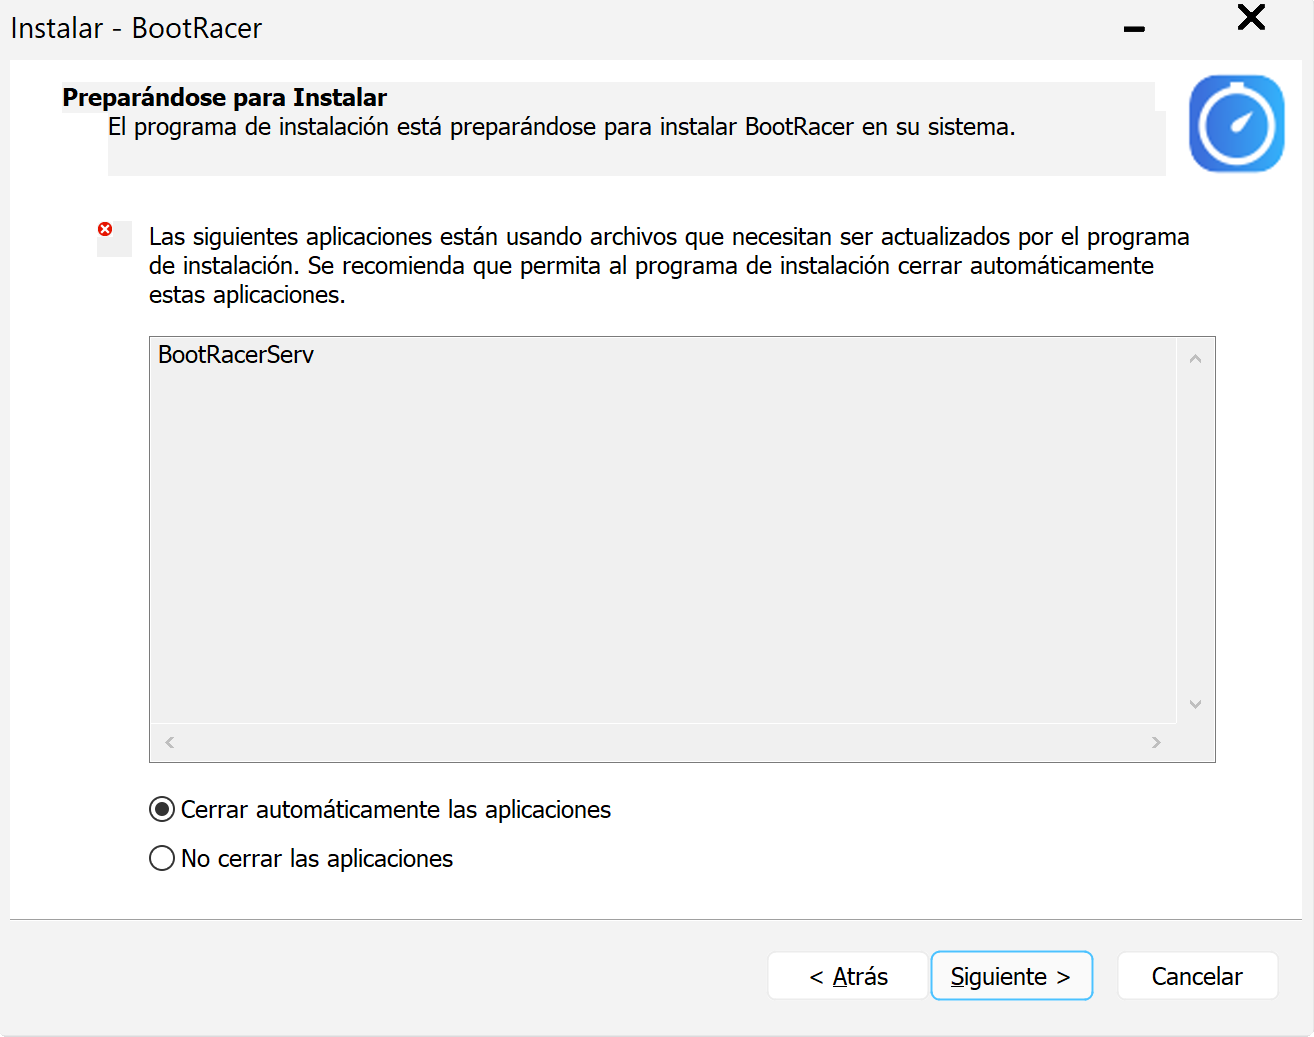 Instalar - BootRacer
Preparándose para Instalar
El programa de instalación está preparándose para instalar BootRacer en su sistema.
Las siguientes aplicaciones están usando archivos que necesitan ser actualizados por el programa
de instalación. Se recomienda que permita al programa de instalación cerrar automáticamente
estas aplicaciones.
BootRacerServ
Cerrar automáticamente las aplicaciones
No cerrar las aplicaciones
< Atrás
Siguiente >
Cancelar